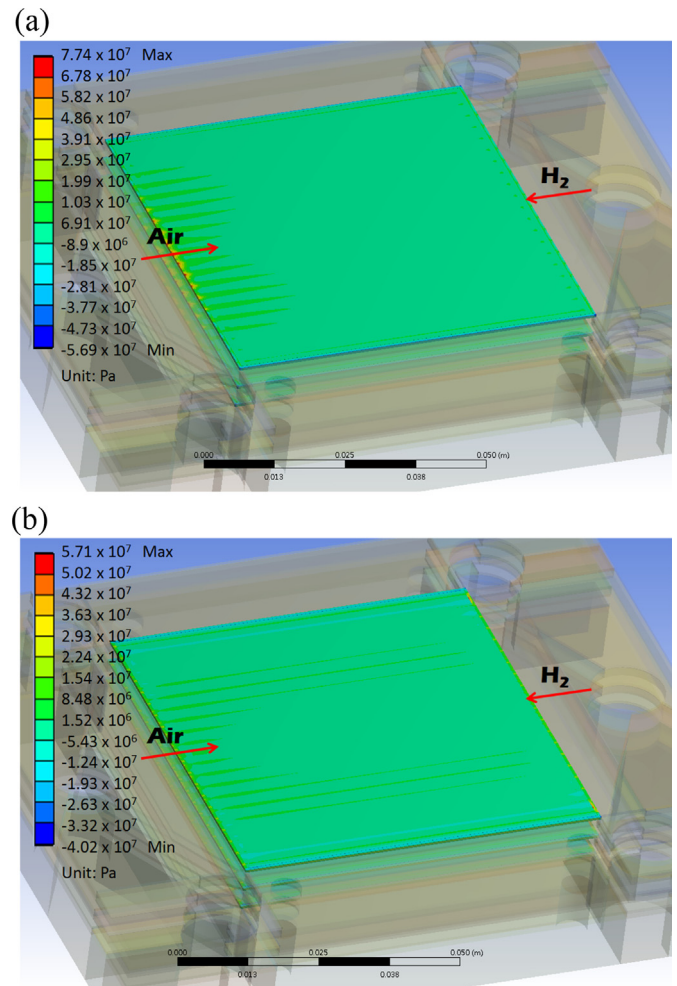 (a)
7.74 x 10⁷ Max
6.78 x 10⁷
5.82 x 10⁷
4.86 x 10⁷
3.91 x 10⁷
2.95 x 10⁷
1.99 x 10⁷
1.03 x 10⁷
6.91 x 10⁷
-8.9 x 10⁶
-1.85 x 10⁷
-2.81 x 10⁷
-3.77 x 10⁷
-4.73 x 10⁷
-5.69 x 10⁷ Min
Unit: Pa
H₂
Air
0.000 0.025 0.050 (m)
0.013 0.038
(b)
5.71 x 10⁷ Max
5.02 x 10⁷
4.32 x 10⁷
3.63 x 10⁷
2.93 x 10⁷
2.24 x 10⁷
1.54 x 10⁷
8.48 x 10⁶
1.52 x 10⁶
-5.43 x 10⁶
-1.24 x 10⁷
-1.93 x 10⁷
-2.63 x 10⁷
-3.32 x 10⁷
-4.02 x 10⁷ Min
Unit: Pa
H₂
Air
0.000 0.025 0.050 (m)
0.013 0.038